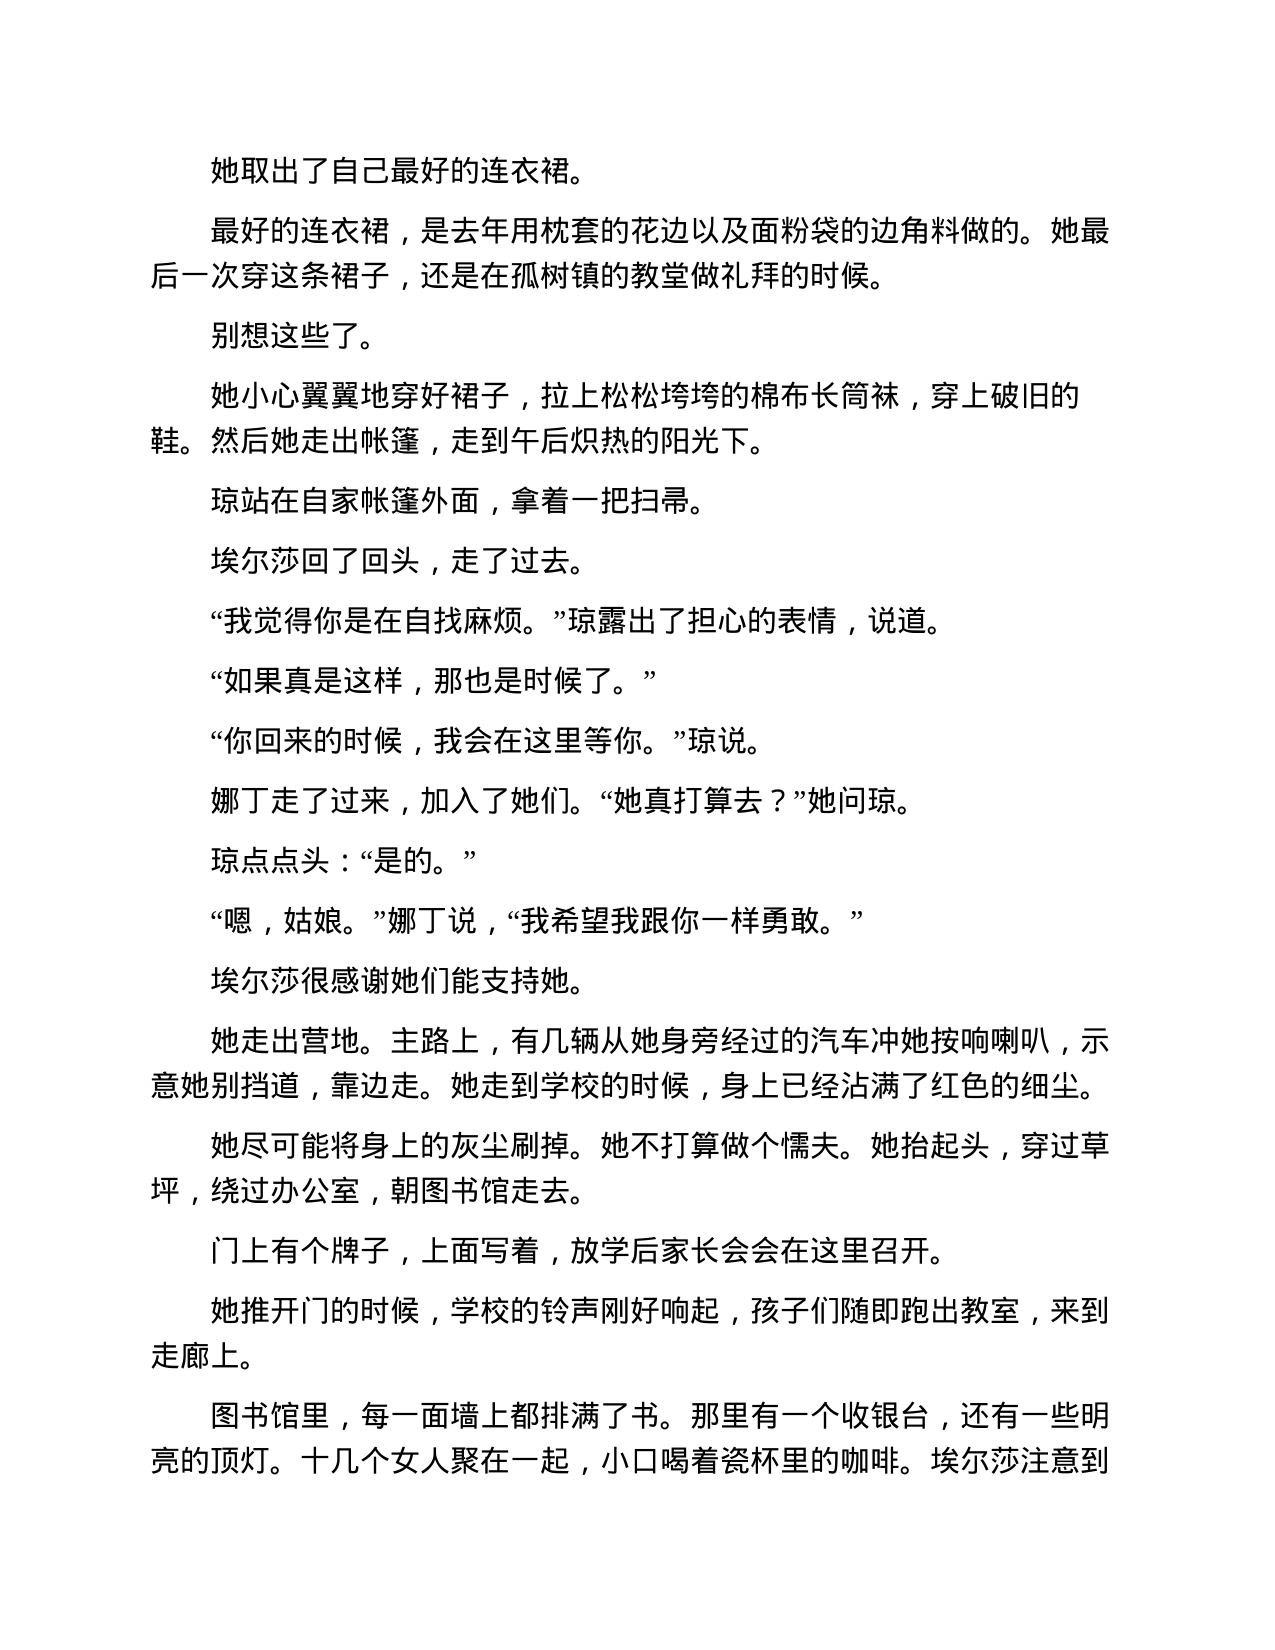 她取出了自己最好的连衣裙。
最好的连衣裙，是去年用枕套的花边以及面粉袋的边角料做的。她最
后一次穿这条裙子，还是在孤树镇的教堂做礼拜的时候。
别想这些了。
她小心翼翼地穿好裙子，拉上松松垮垮的棉布长筒袜，穿上破旧的
鞋。然后她走出帐篷，走到午后炽热的阳光下。
琼站在自家帐篷外面，拿着一把扫帚。
埃尔莎回了回头，走了过去。
“我觉得你是在自找麻烦。”琼露出了担心的表情，说道。
“如果真是这样，那也是时候了。”
“你回来的时候，我会在这里等你。”琼说。
娜丁走了过来，加入了她们。“她真打算去？”她问琼。
琼点点头：“是的。”
“嗯，姑娘。”娜丁说，“我希望我跟你一样勇敢。”
埃尔莎很感谢她们能支持她。
她走出营地。主路上，有几辆从她身旁经过的汽车冲她按响喇叭，示
意她别挡道，靠边走。她走到学校的时候，身上已经沾满了红色的细尘。
她尽可能将身上的灰尘刷掉。她不打算做个懦夫。她抬起头，穿过草
坪，绕过办公室，朝图书馆走去。
门上有个牌子，上面写着，放学后家长会会在这里召开。
她推开门的时候，学校的铃声刚好响起，孩子们随即跑出教室，来到
走廊上。
图书馆里，每一面墙上都排满了书。那里有一个收银台，还有一些明
亮的顶灯。十几个女人聚在一起，小口喝着瓷杯里的咖啡。埃尔莎注意到